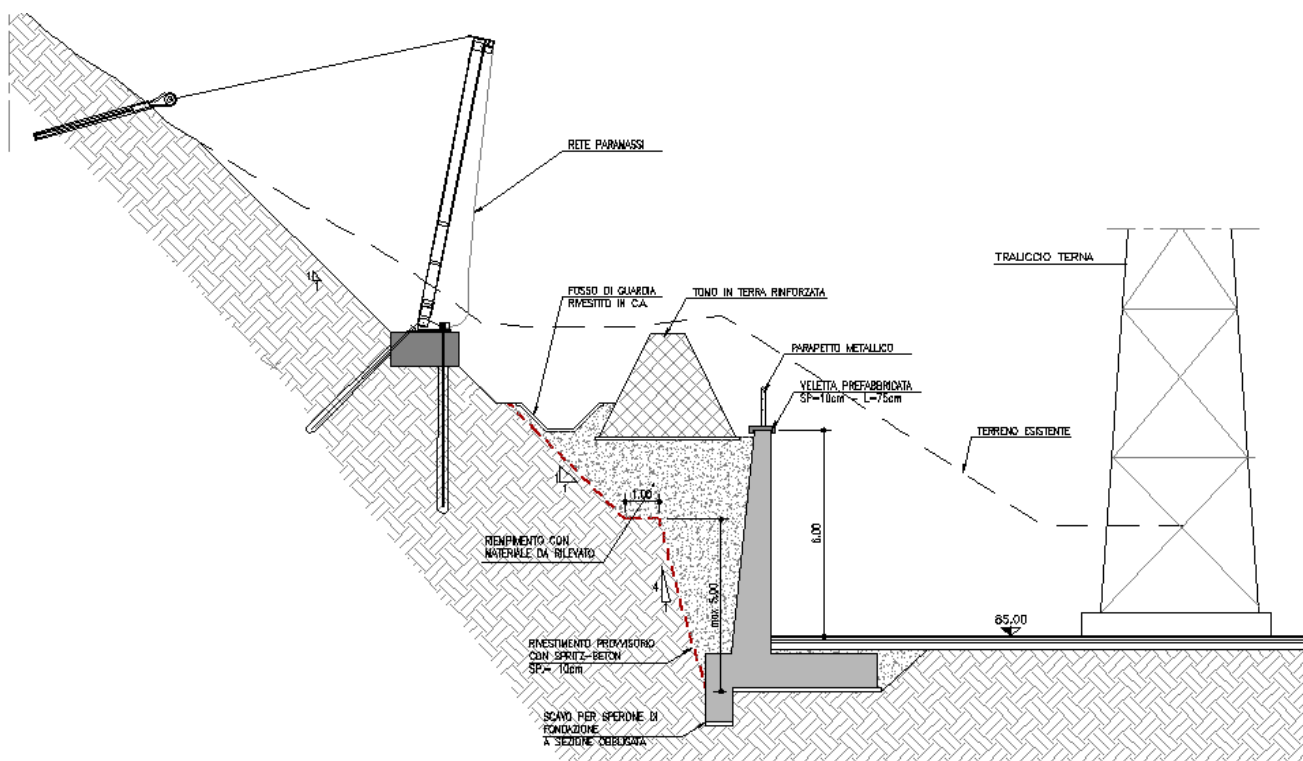 RETE PARAMASSI
TRALICCIO TERNA
FOSSO DI GUARDIA
RIVESTITO IN C.A.
TOMO IN TERRA RINFORZATA
1
PARAPETTO METALLICO
VELETTA PREFABBRICATA
SP=10cm - L=75cm
TERRENO ESISTENTE
1
1
1.00
RIEMPIMENTO CON
MATERIALE DA RILEVATO
6.00
4
1
max 5.00
65.00
RIVESTIMENTO PROVVISORIO
CON SPRITZ-BETON
SP.= 10cm
SCAVO PER SPERONE DI
FONDAZIONE
A SEZIONE OBBLIGATA